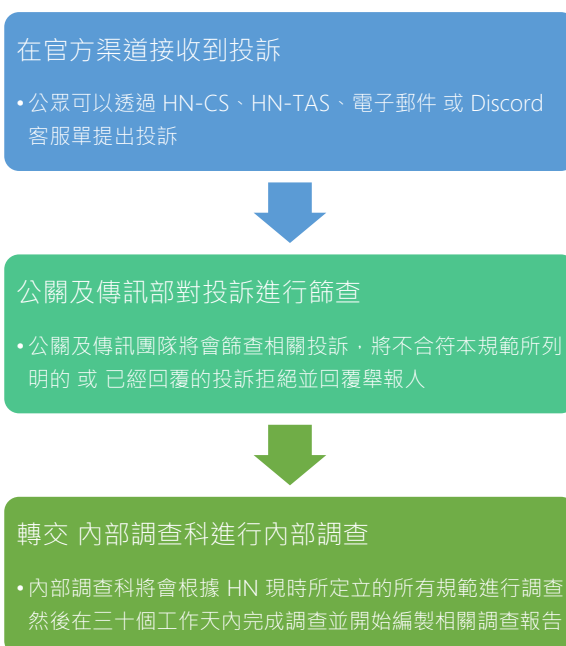 在官方渠道接收到投訴
•公眾可以透過 HN-CS、HN-TAS、電子郵件 或 Discord
客服單提出投訴
公關及傳訊部對投訴進行篩查
•公關及傳訊團隊將會篩查相關投訴，將不合符本規範所列
明的 或 已經回覆的投訴拒絕並回覆舉報人
轉交 內部調查科進行內部調查
•內部調查科將會根據 HN 現時所定立的所有規範進行調查
然後在三十個工作天內完成調查並開始編製相關調查報告